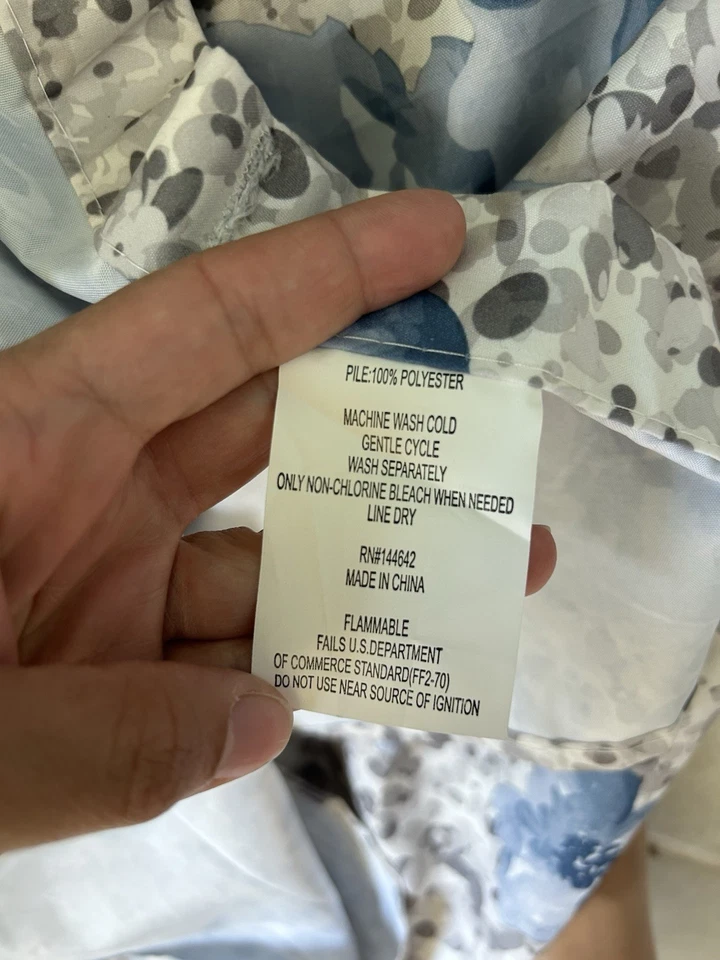 PILE:100% POLYESTER
MACHINE WASH COLD
GENTLE CYCLE
WASH SEPARATELY
ONLY NON-CHLORINE BLEACH WHEN NEEDED
LINE DRY
RN#144642
MADE IN CHINA
FLAMMABLE
FAILS U.S.DEPARTMENT
OF COMMERCE STANDARD(FF2-70)
DO NOT USE NEAR SOURCE OF IGNITION